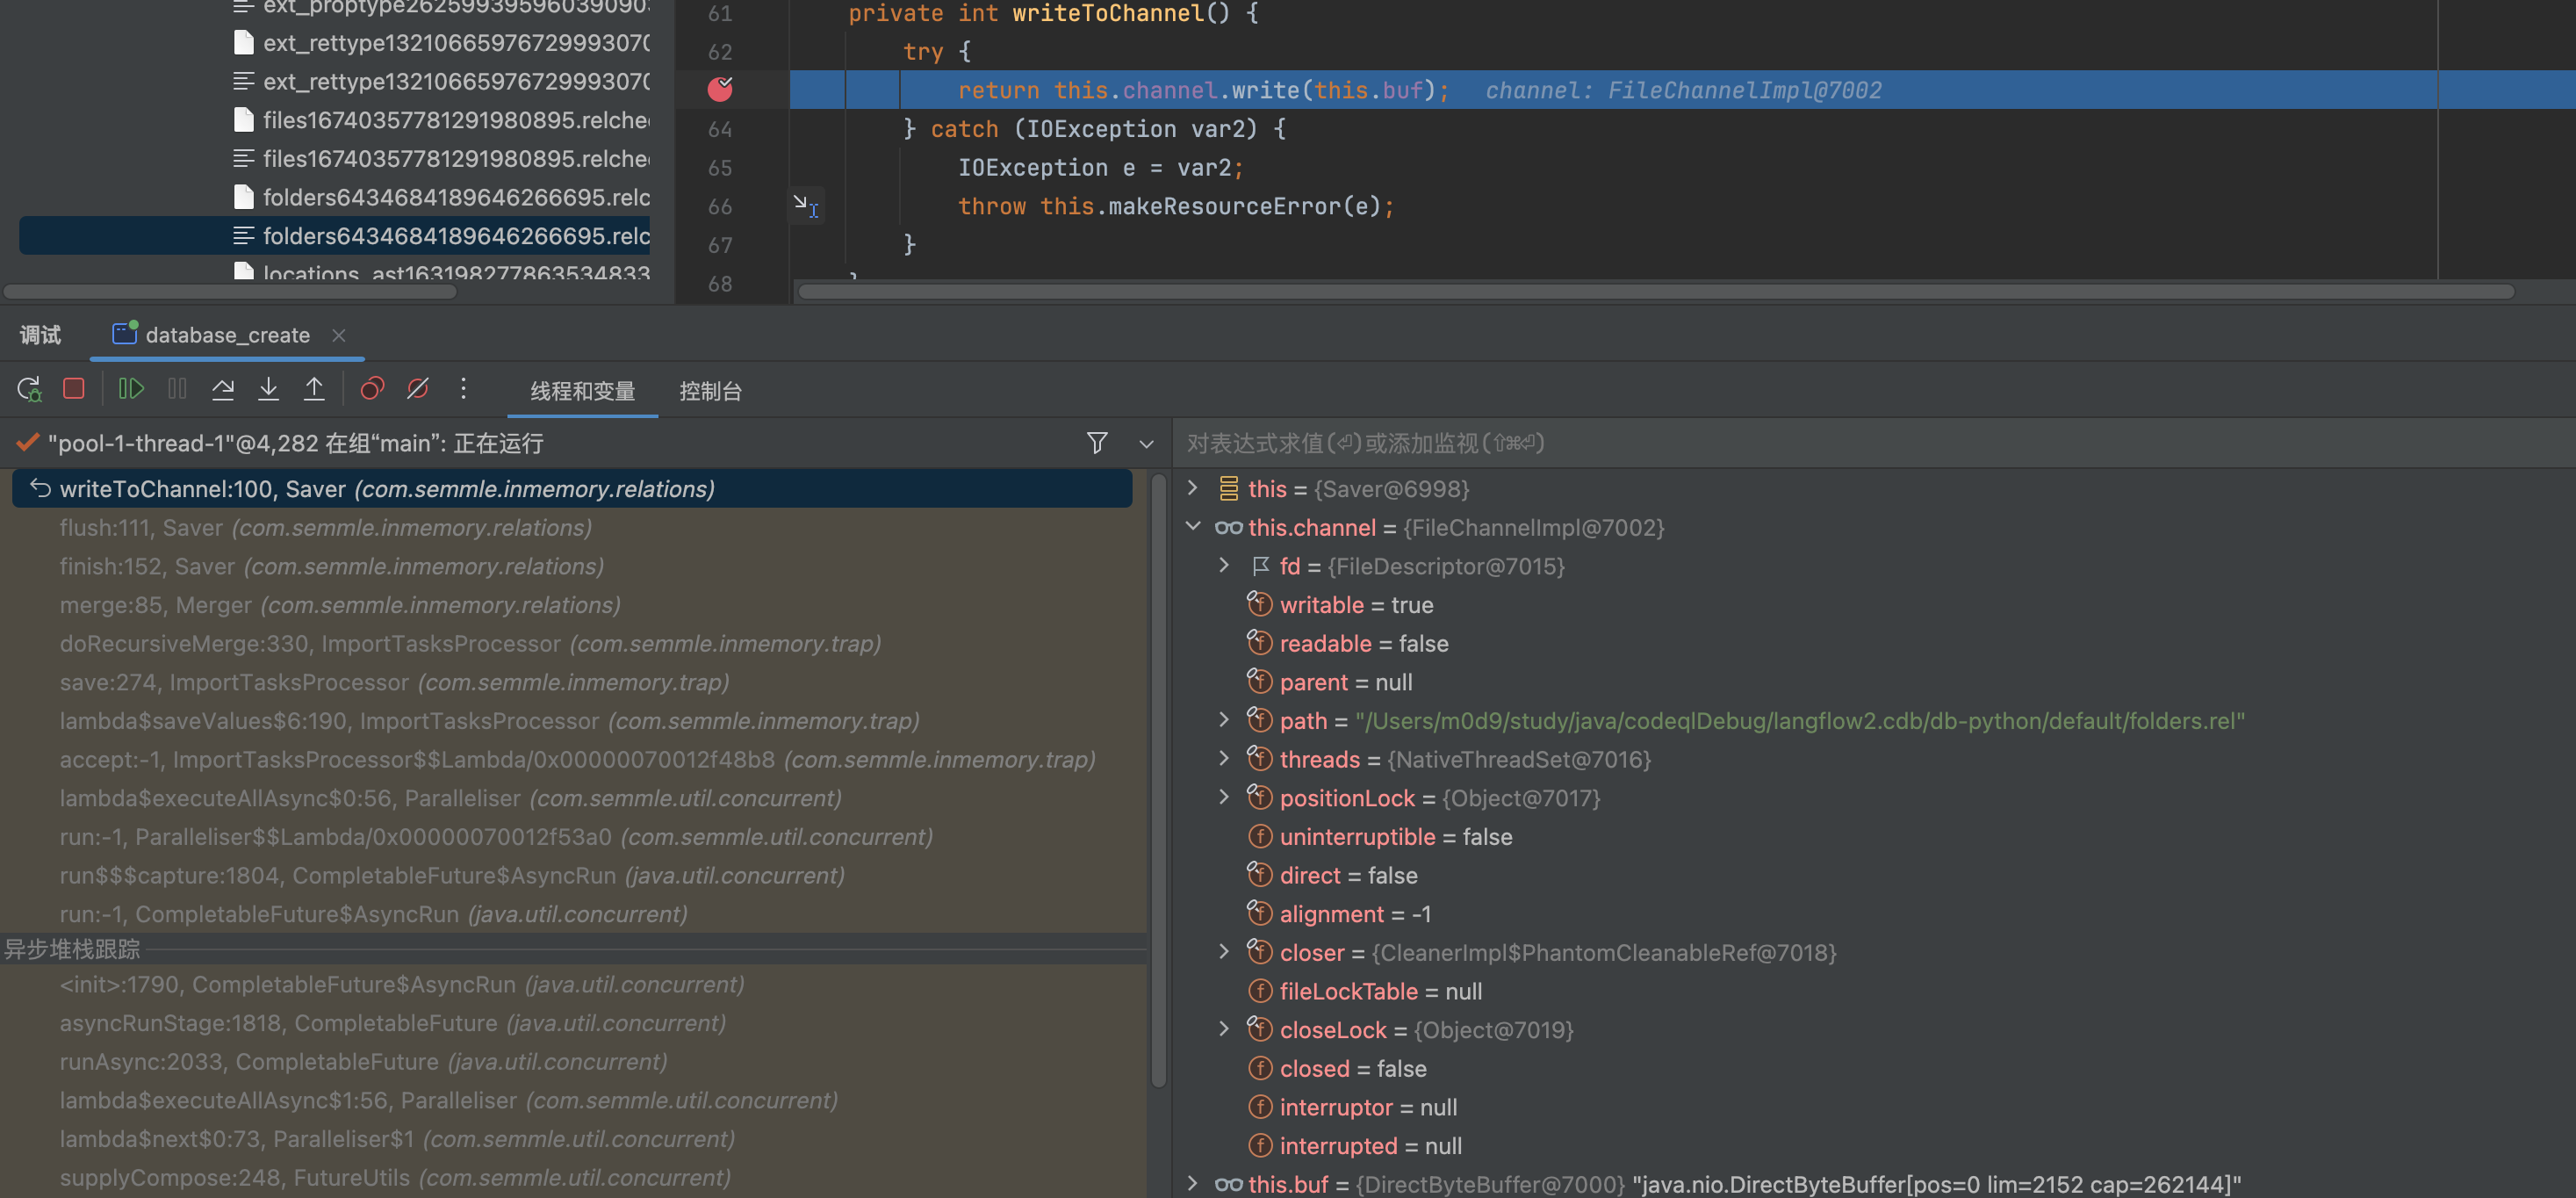 ext_proptype262599395960390903
ext_rettype1321066597672999307(
ext_rettype1321066597672999307(
files16740357781291980895.relche
files16740357781291980895.relche
folders6434684189646266695.relc
folders6434684189646266695.relc
locations_ast16319827786353483​3
61 private int writeToChannel() {
62 try {
return this.channel.write(this.buf); channel: FileChannelImpl@7002
64 } catch (IOException var2) {
65 IOException e = var2;
66 throw this.makeResourceError(e);
67 }
68 }
调试 database_create
线程和变量 控制台
"pool-1-thread-1"@4,282 在组“main”: 正在运行
writeToChannel:100, Saver (com.semmle.inmemory.relations)
flush:111, Saver (com.semmle.inmemory.relations)
finish:152, Saver (com.semmle.inmemory.relations)
merge:85, Merger (com.semmle.inmemory.relations)
doRecursiveMerge:330, ImportTasksProcessor (com.semmle.inmemory.trap)
save:274, ImportTasksProcessor (com.semmle.inmemory.trap)
lambda$saveValues$6:190, ImportTasksProcessor (com.semmle.inmemory.trap)
accept:-1, ImportTasksProcessor$$Lambda/0x00000070012f48b8 (com.semmle.inmemory.trap)
lambda$executeAllAsync$0:56, Paralleliser (com.semmle.util.concurrent)
run:-1, Paralleliser$$Lambda/0x00000070012f53a0 (com.semmle.util.concurrent)
run$$$capture:1804, CompletableFuture$AsyncRun (java.util.concurrent)
run:-1, CompletableFuture$AsyncRun (java.util.concurrent)
异步堆栈跟踪
<init>:1790, CompletableFuture$AsyncRun (java.util.concurrent)
asyncRunStage:1818, CompletableFuture (java.util.concurrent)
runAsync:2033, CompletableFuture (java.util.concurrent)
lambda$executeAllAsync$1:56, Paralleliser (com.semmle.util.concurrent)
lambda$next$0:73, Paralleliser$1 (com.semmle.util.concurrent)
supplyCompose:248, FutureUtils (com.semmle.util.concurrent)
对表达式求值(⏎)或添加监视(⇧⌘⏎)
this = {Saver@6998}
this.channel = {FileChannelImpl@7002}
fd = {FileDescriptor@7015}
writable = true
readable = false
parent = null
path = "/Users/m0d9/study/java/codeqlDebug/langflow2.cdb/db-python/default/folders.rel"
threads = {NativeThreadSet@7016}
positionLock = {Object@7017}
uninterruptible = false
direct = false
alignment = -1
closer = {CleanerImpl$PhantomCleanableRef@7018}
fileLockTable = null
closeLock = {Object@7019}
closed = false
interruptor = null
interrupted = null
this.buf = {DirectByteBuffer@7000} "java.nio.DirectByteBuffer[pos=0 lim=2152 cap=262144]"